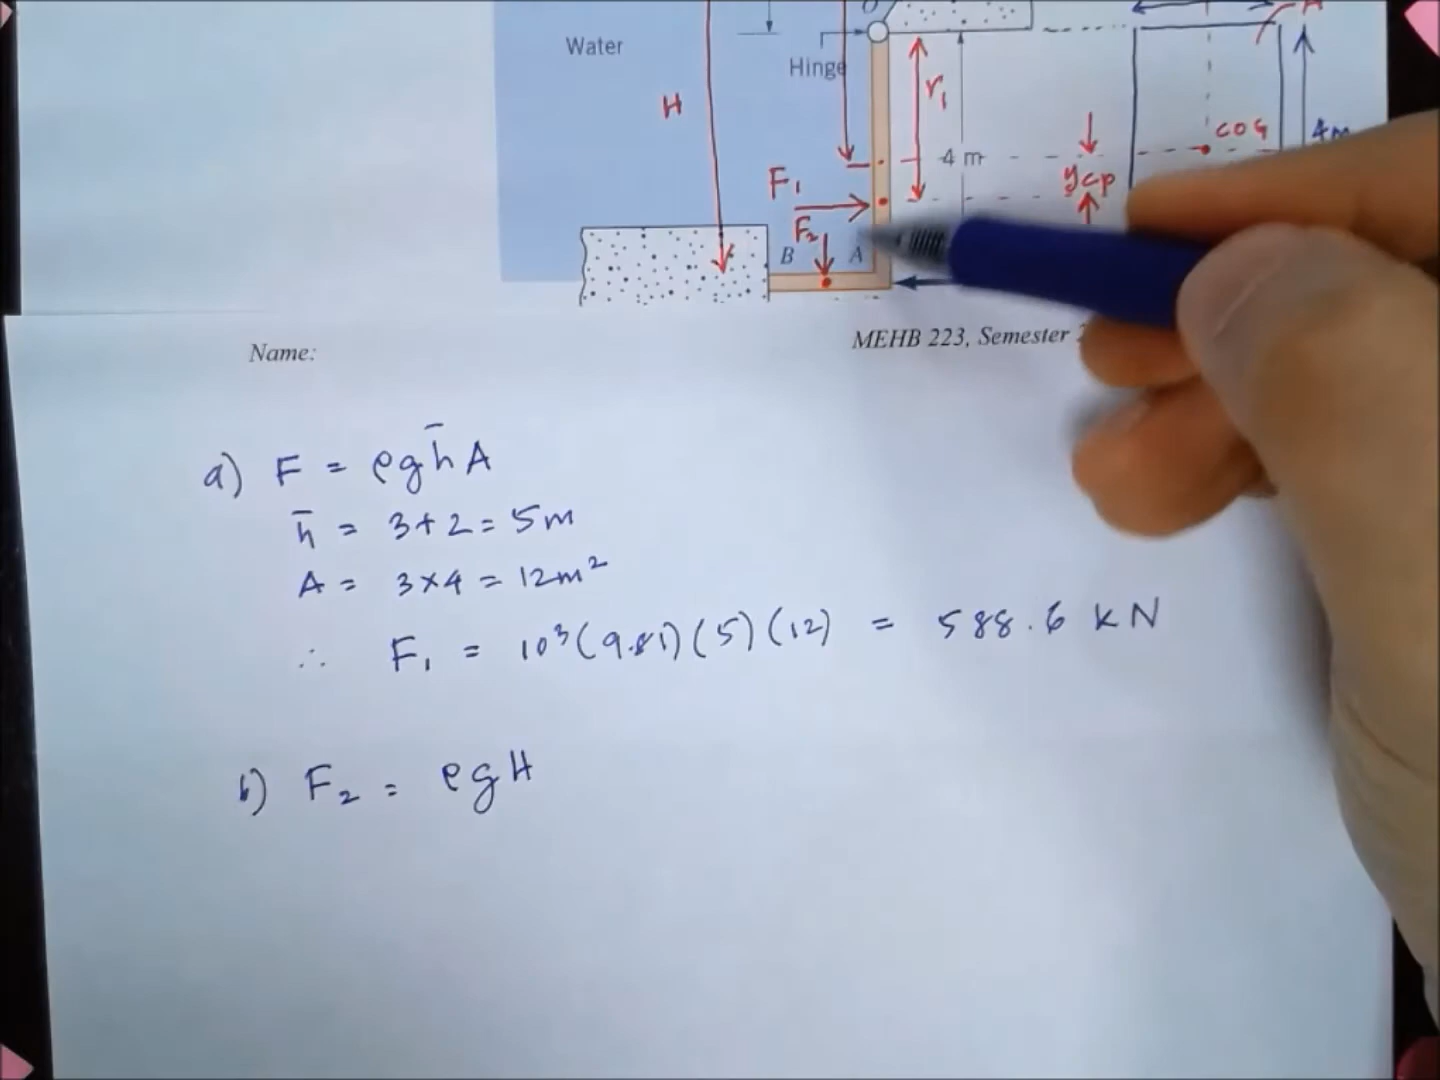 Water
Hinge
H
r₁
4 m
COG
4m
F₁
ycp
F₂
B
A
Name:
MEHB 223, Semester
a) F = ρgh̄A
h̄ = 3+2 = 5m
A = 3×4 = 12m²
∴ F₁ = 10³(9.81)(5)(12) = 588.6 kN
b) F₂ = ρgH